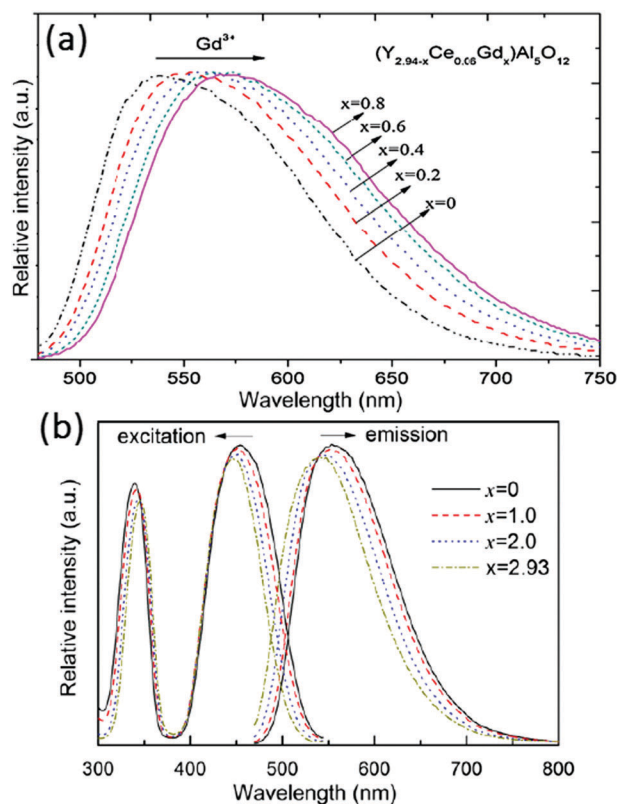 (a)
Gd³⁺
(Y₂.₉₄₋ₓCe₀.₀₆Gdₓ)Al₅O₁₂
x=0.8
x=0.6
x=0.4
x=0.2
x=0
Relative intensity (a.u.)
500 550 600 650 700 750
Wavelength (nm)
(b)
excitation emission
x=0
x=1.0
x=2.0
x=2.93
Relative intensity (a.u.)
300 400 500 600 700 800
Wavelength (nm)